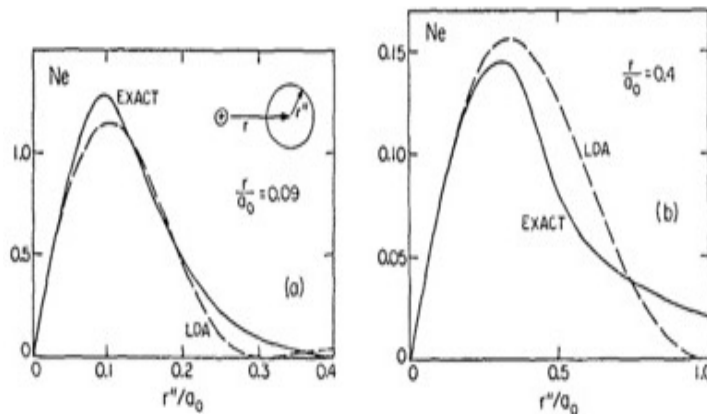 Ne
EXACT
r
r''
r/a₀ = 0.09
1.0
0.5
0
(a)
LDA
0
0.1
0.2
0.3
0.4
r''/a₀
Ne
0.15
r/a₀ = 0.4
0.10
LDA
(b)
0.05
EXACT
0
0
0.5
1.0
r''/a₀